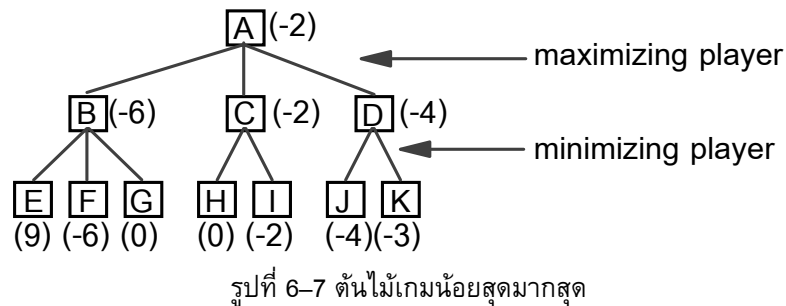 A (-2)
maximizing player
B (-6) C (-2) D (-4)
minimizing player
E F G H I J K
(9) (-6) (0) (0) (-2) (-4)(-3)
รูปที่ 6–7 ต้นไม้เกมน้อยสุดมากสุด